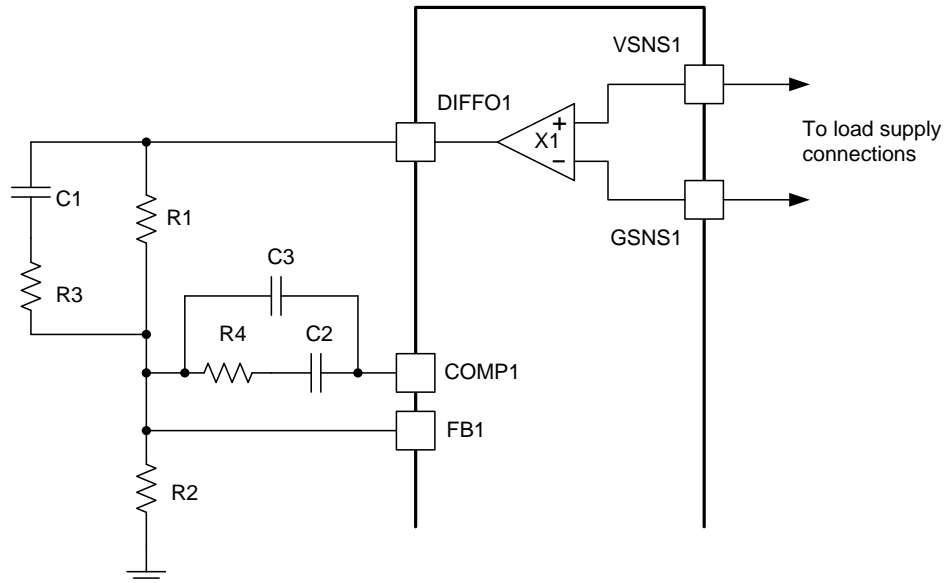 VSNS1
DIFFO1
X1
+
−
To load supply
connections
GSNS1
C1
R1
R3
C3
R4
C2
COMP1
FB1
R2